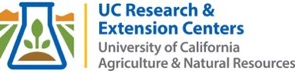 UC Research &
Extension Centers
University of California
Agriculture & Natural Resources